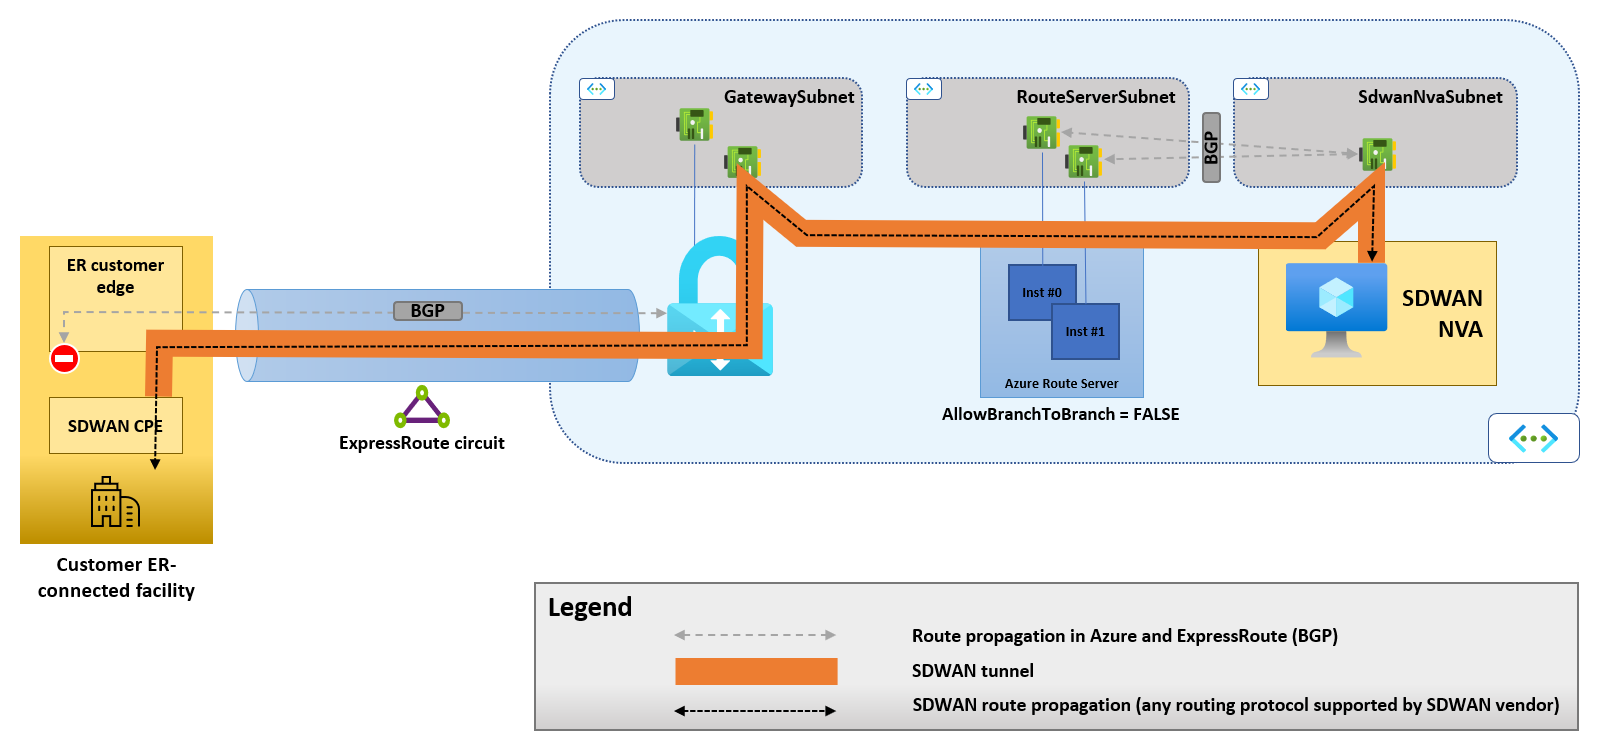 GatewaySubnet
RouteServerSubnet
SdwanNvaSubnet
BGP
ER customer
edge
BGP
Inst #0
Inst #1
SDWAN
NVA
Azure Route Server
AllowBranchToBranch = FALSE
SDWAN CPE
ExpressRoute circuit
Customer ER-
connected facility
Legend
Route propagation in Azure and ExpressRoute (BGP)
SDWAN tunnel
SDWAN route propagation (any routing protocol supported by SDWAN vendor)